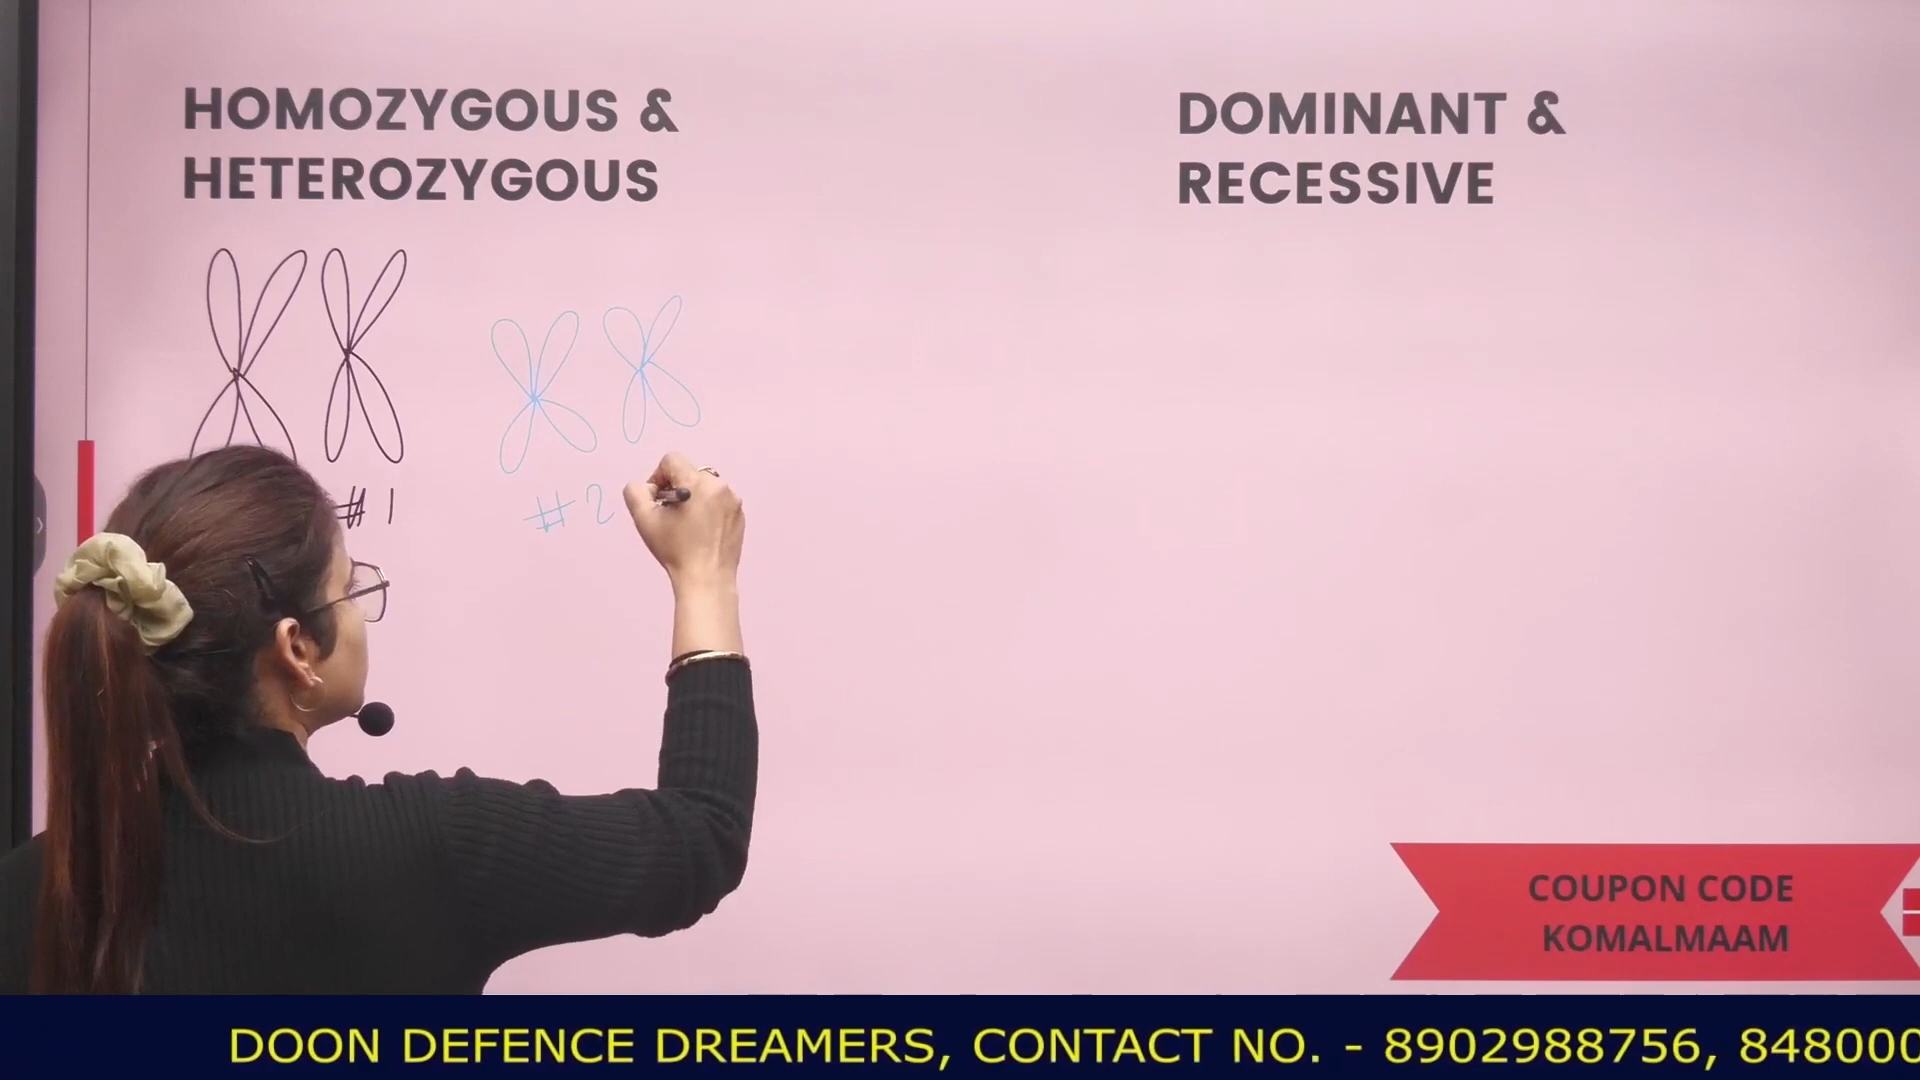 HOMOZYGOUS &
HETEROZYGOUS
DOMINANT &
RECESSIVE
#1
#2
COUPON CODE
KOMALMAAM
DOON DEFENCE DREAMERS, CONTACT NO. - 8902988756, 848000